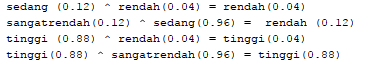 sedang (0.12) ^ rendah(0.04) = rendah(0.04)
sangatrendah(0.12) ^ sedang(0.96) =  rendah (0.12)
tinggi (0.88) ^ rendah(0.04) = tinggi(0.04)
tinggi(0.88) ^ sangatrendah(0.96) = tinggi(0.88)